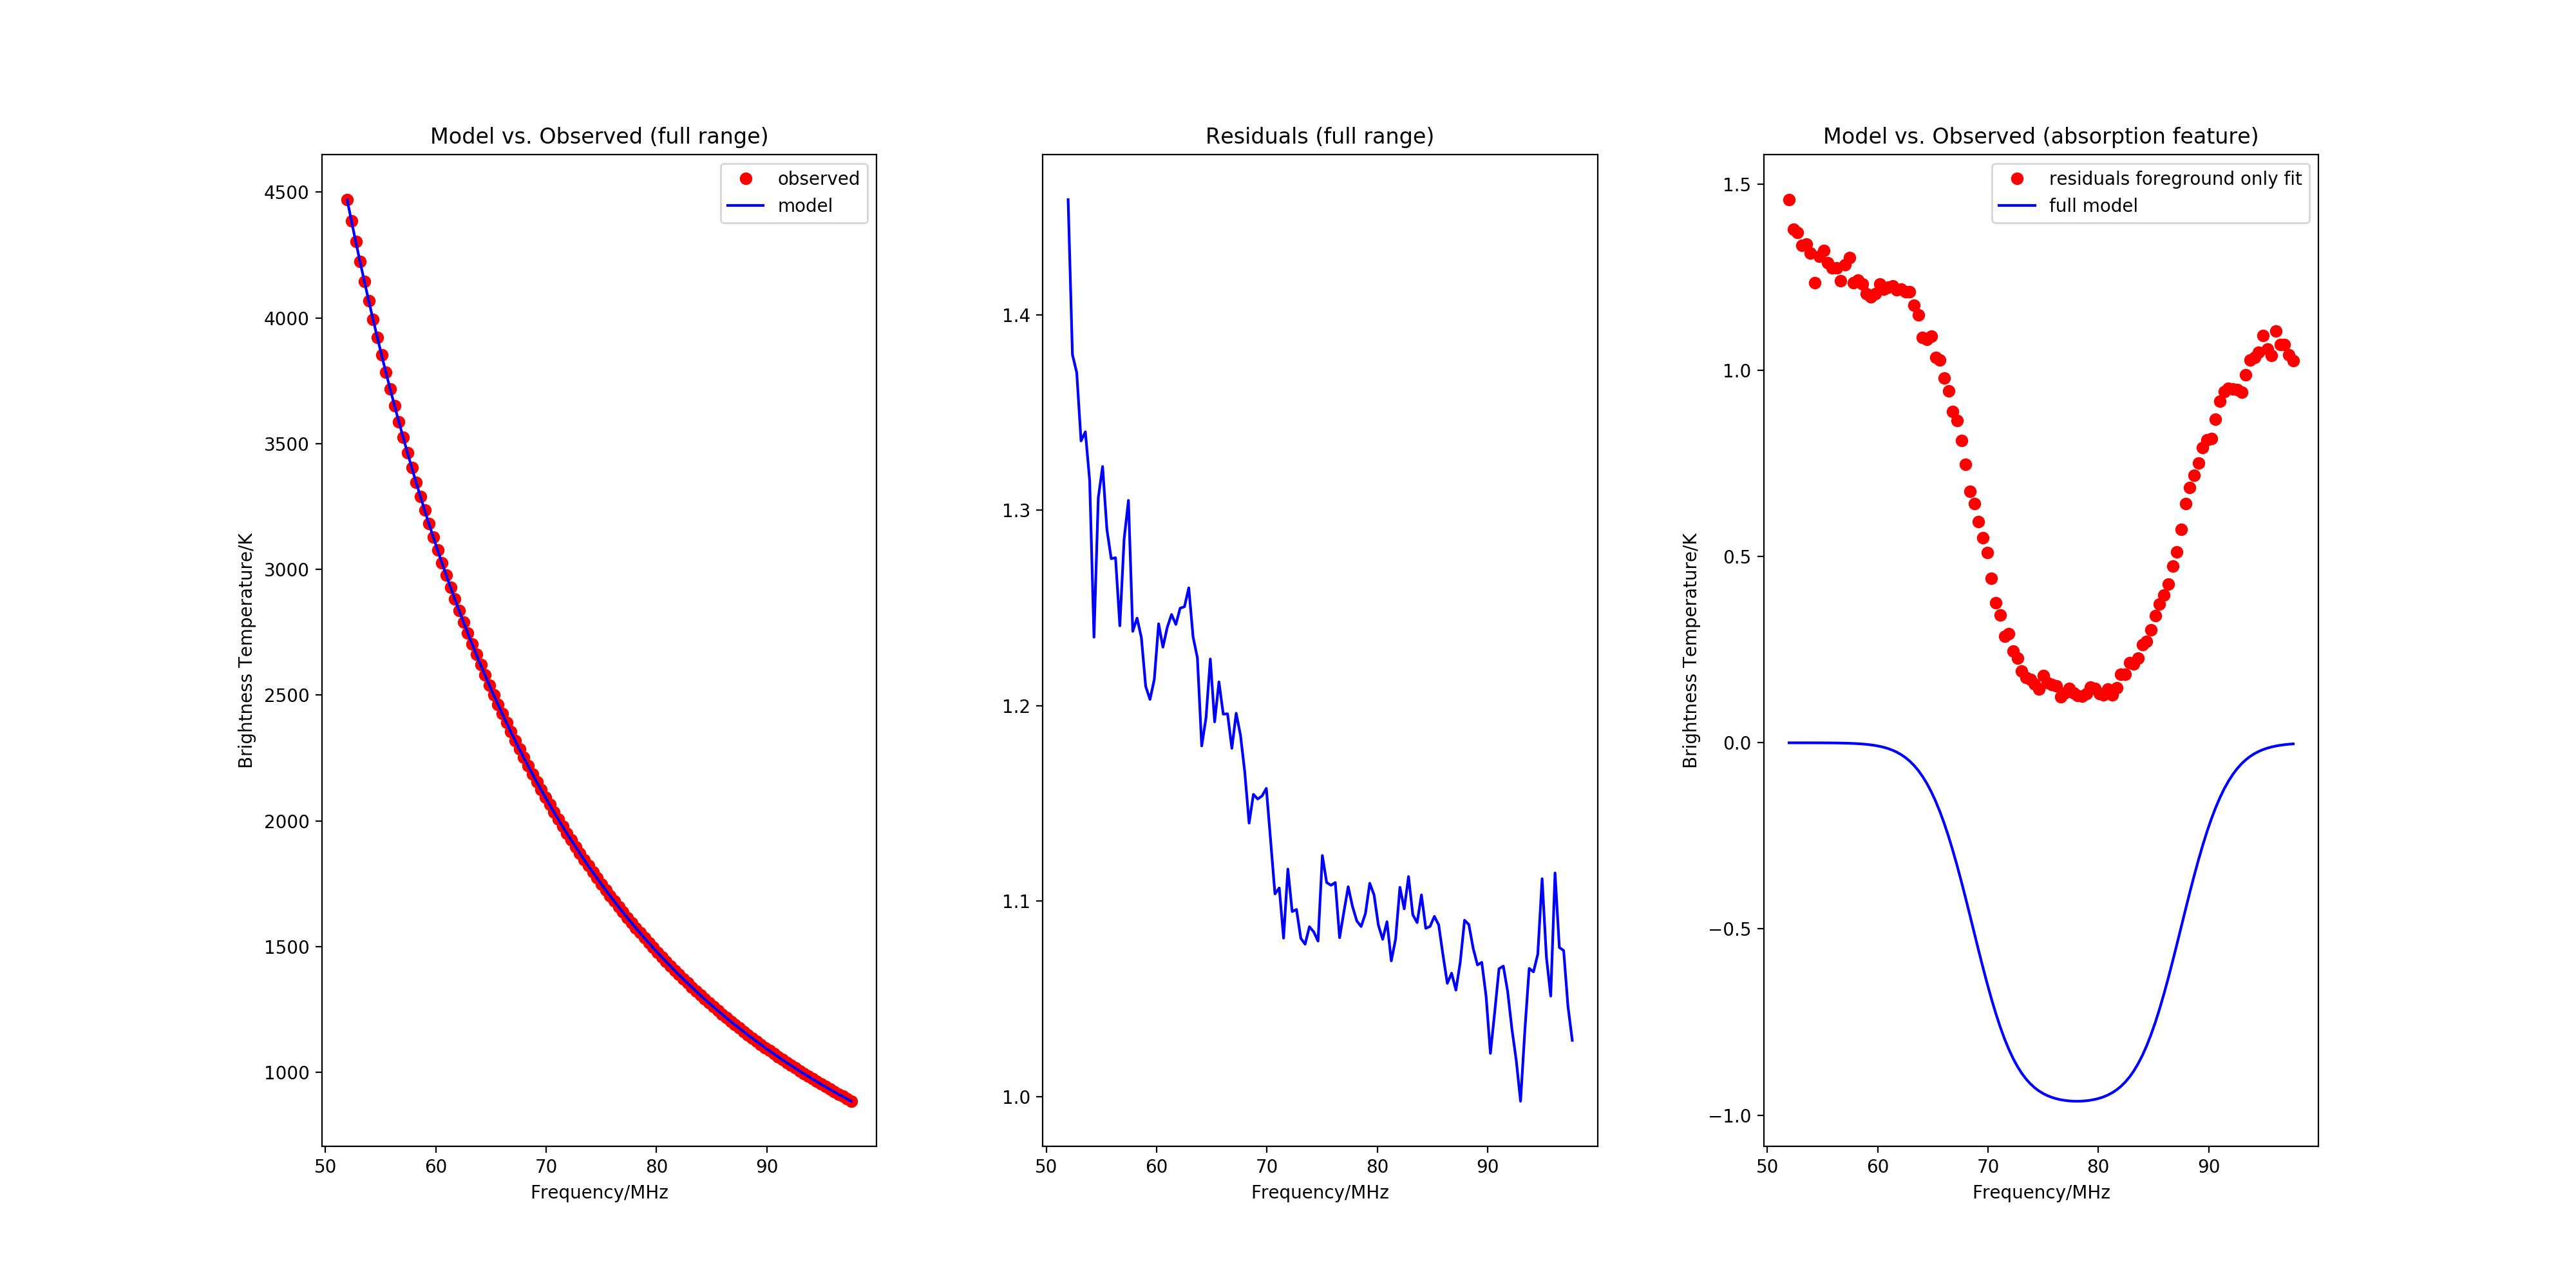 Model vs. Observed (full range)
observed
model
4500
4000
3500
3000
2500
2000
1500
1000
Brightness Temperature/K
50 60 70 80 90
Frequency/MHz
Residuals (full range)
1.4
1.3
1.2
1.1
1.0
50 60 70 80 90
Frequency/MHz
Model vs. Observed (absorption feature)
residuals foreground only fit
full model
1.5
1.0
0.5
0.0
−0.5
−1.0
Brightness Temperature/K
50 60 70 80 90
Frequency/MHz